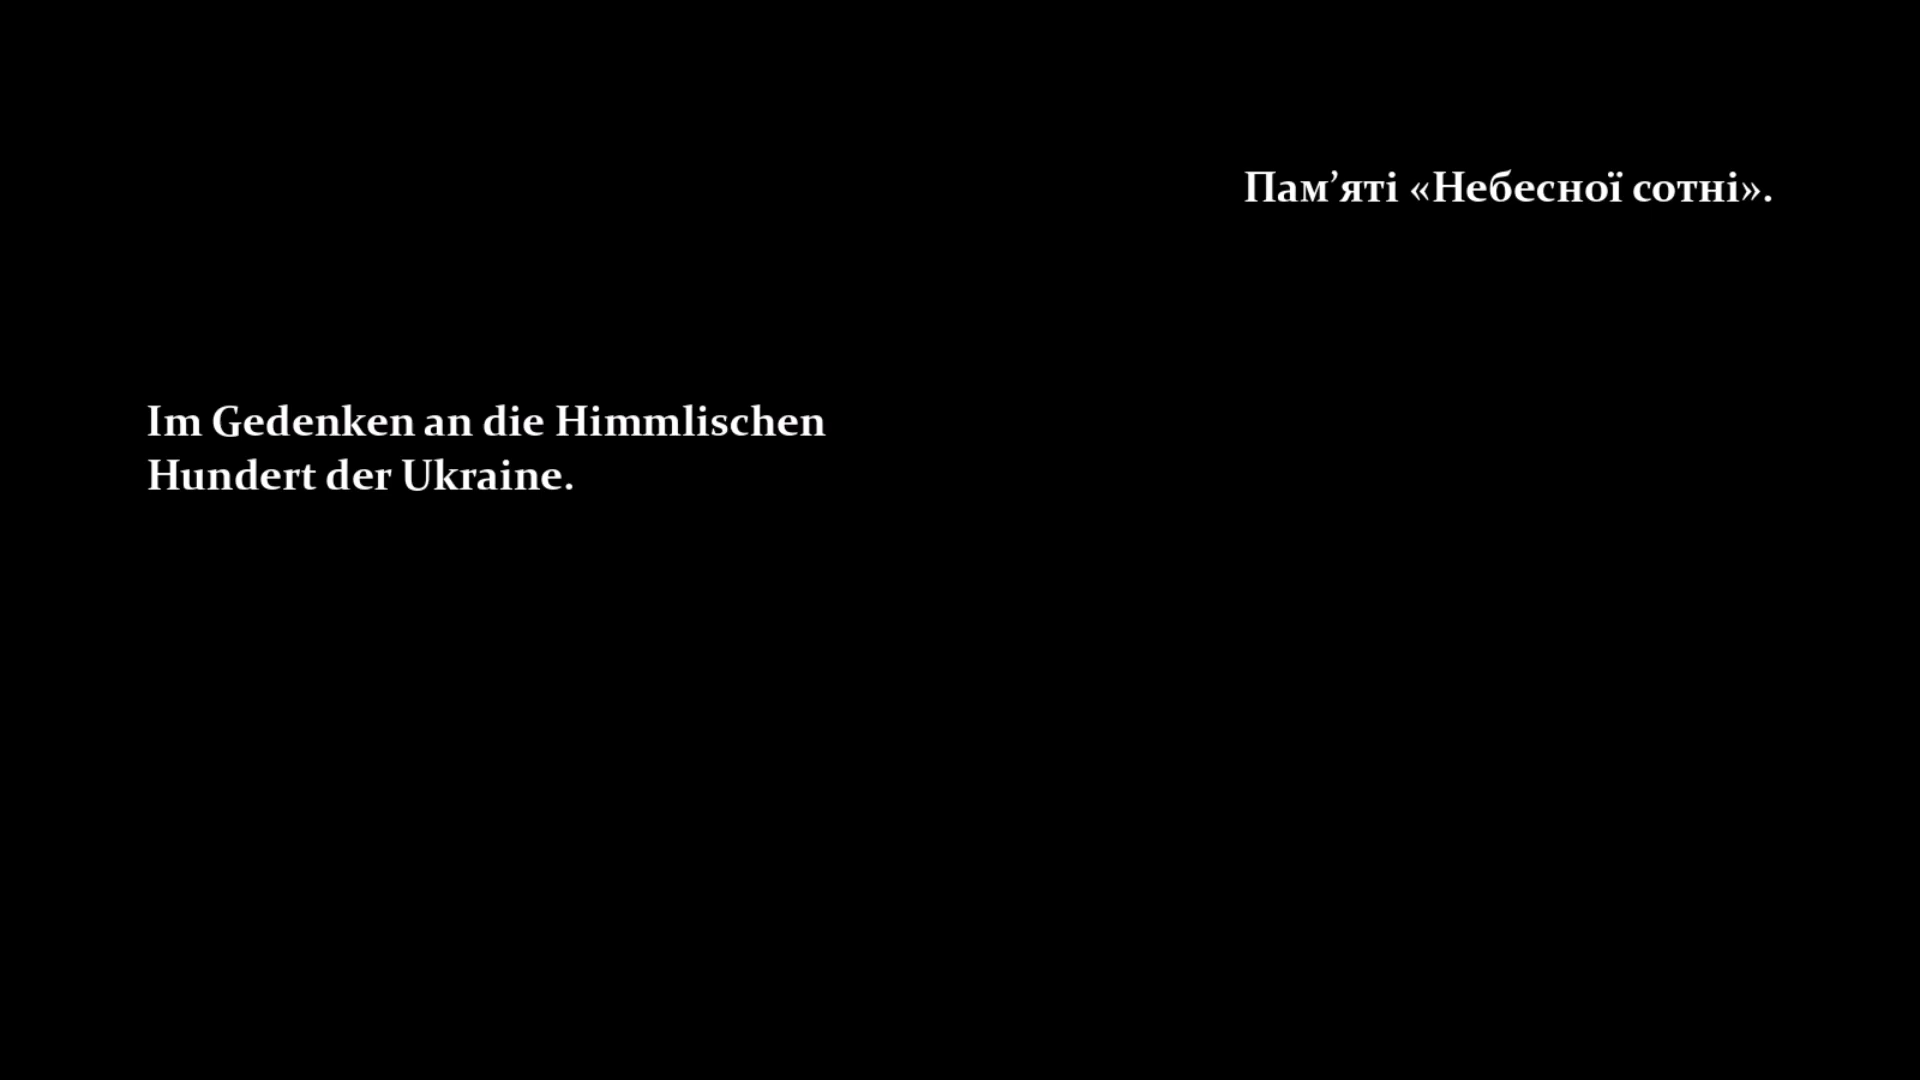 Пам’яті «Небесної сотні».
Im Gedenken an die Himmlischen
Hundert der Ukraine.